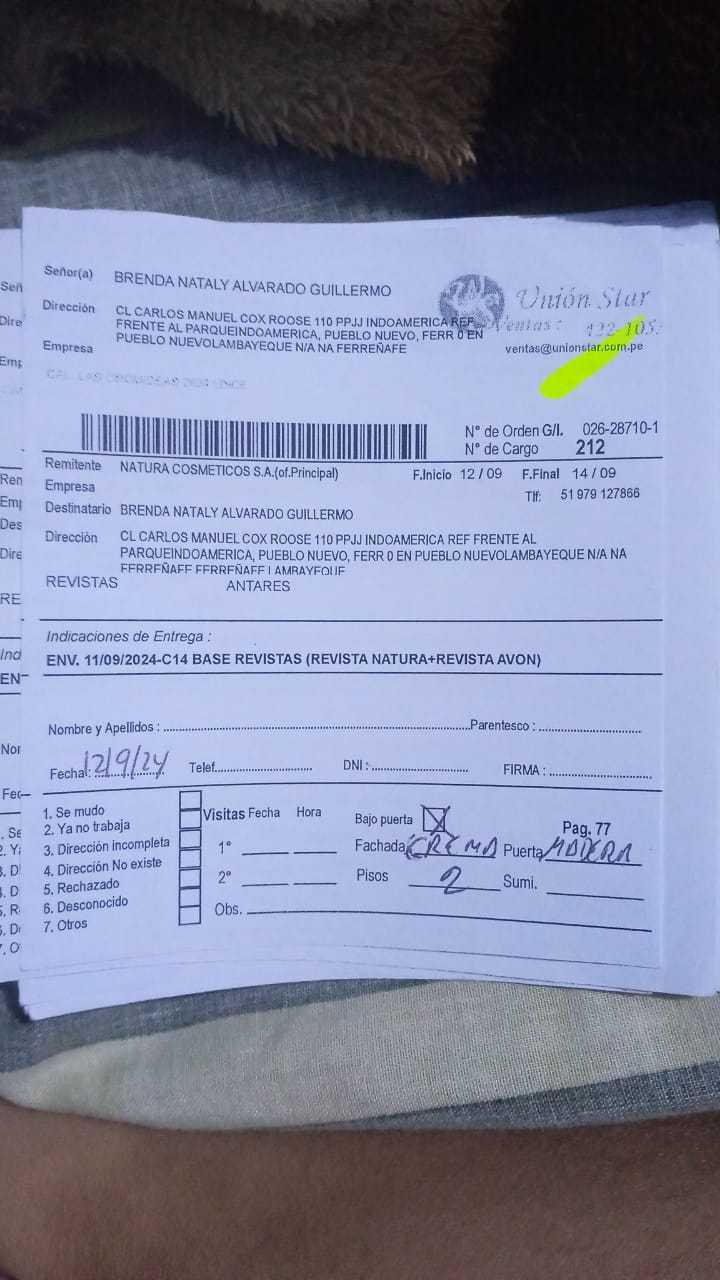 Señor(a) BRENDA NATALY ALVARADO GUILLERMO
Unión Star
Dirección CL CARLOS MANUEL COX ROOSE 110 PPJJ INDOAMERICA REF
FRENTE AL PARQUEINDOAMERICA, PUEBLO NUEVO, FERR 0 EN
PUEBLO NUEVOLAMBAYEQUE N/A NA FERREÑAFE
Ventas:
ventas@unionstar.com.pe
Empresa
N° de Orden G/I. 026-28710-1
N° de Cargo 212
Remitente NATURA COSMETICOS S.A.(of.Principal) F.Inicio 12 / 09 F.Final 14 / 09
Empresa Tlf: 51 979 127866
Destinatario BRENDA NATALY ALVARADO GUILLERMO
Dirección CL CARLOS MANUEL COX ROOSE 110 PPJJ INDOAMERICA REF FRENTE AL
PARQUEINDOAMERICA, PUEBLO NUEVO, FERR 0 EN PUEBLO NUEVOLAMBAYEQUE N/A NA
FERREÑAFE FERREÑAFE LAMBAYEQUE
REVISTAS ANTARES
Indicaciones de Entrega :
ENV. 11/09/2024-C14 BASE REVISTAS (REVISTA NATURA+REVISTA AVON)
Nombre y Apellidos : Parentesco :
Fecha: 12/9/24 Telef. DNI : FIRMA :
1. Se mudo
2. Ya no trabaja
3. Dirección incompleta
4. Dirección No existe
5. Rechazado
6. Desconocido
7. Otros
Visitas Fecha Hora
1°
2°
Obs.
Bajo puerta X Pag. 77
Fachada CREMA Puerta MADERA
Pisos 2 Sumi.